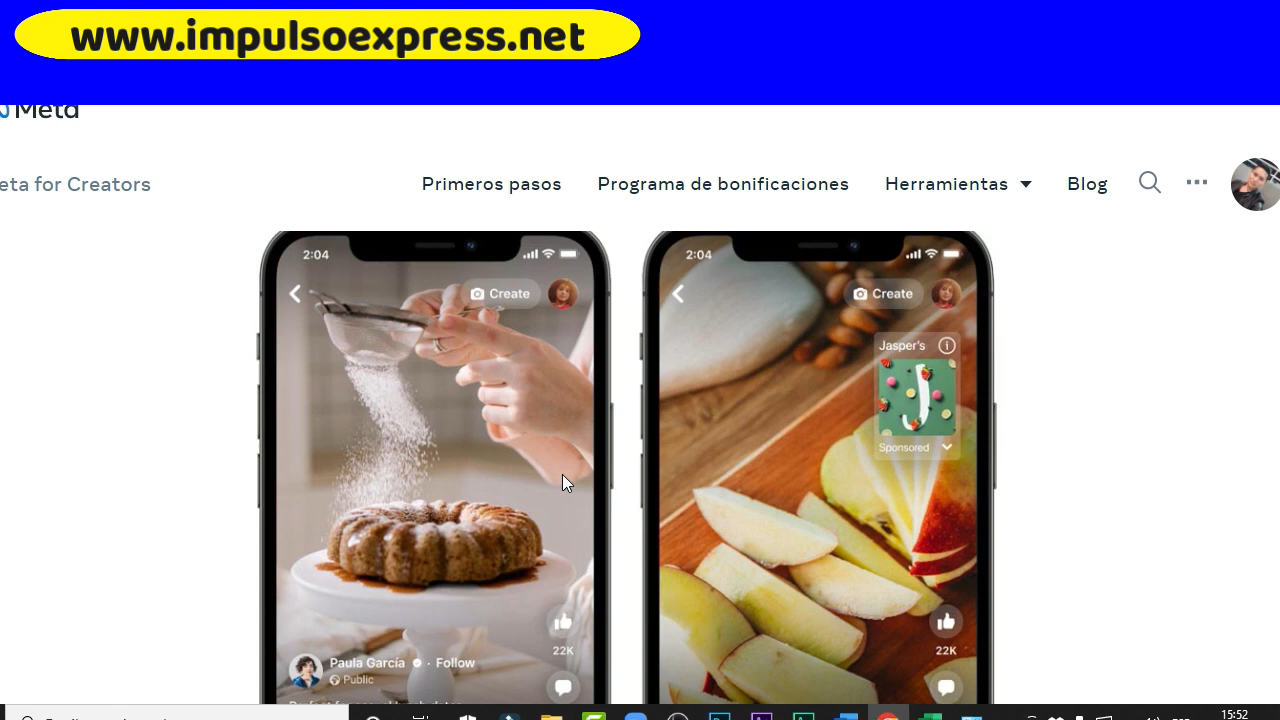 www.impulsoexpress.net
Meta
eta for Creators
Primeros pasos
Programa de bonificaciones
Herramientas
Blog
2:04
Create
22K
Paula García · Follow
Public
2:04
Create
Jasper's
Sponsored
22K
15:52